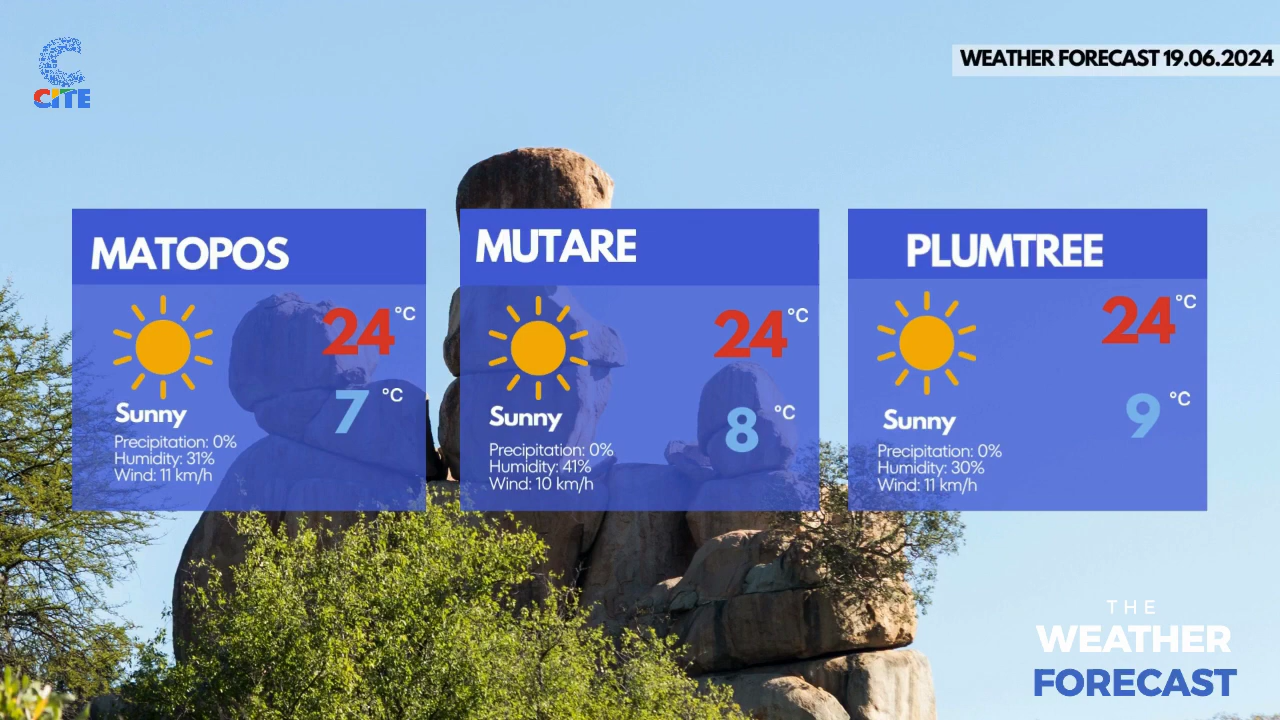 C
CITE
WEATHER FORECAST 19.06.2024
MATOPOS
24 °C
7 °C
Sunny
Precipitation: 0%
Humidity: 31%
Wind: 11 km/h
MUTARE
24 °C
8 °C
Sunny
Precipitation: 0%
Humidity: 41%
Wind: 10 km/h
PLUMTREE
24 °C
9 °C
Sunny
Precipitation: 0%
Humidity: 30%
Wind: 11 km/h
THE
WEATHER
FORECAST